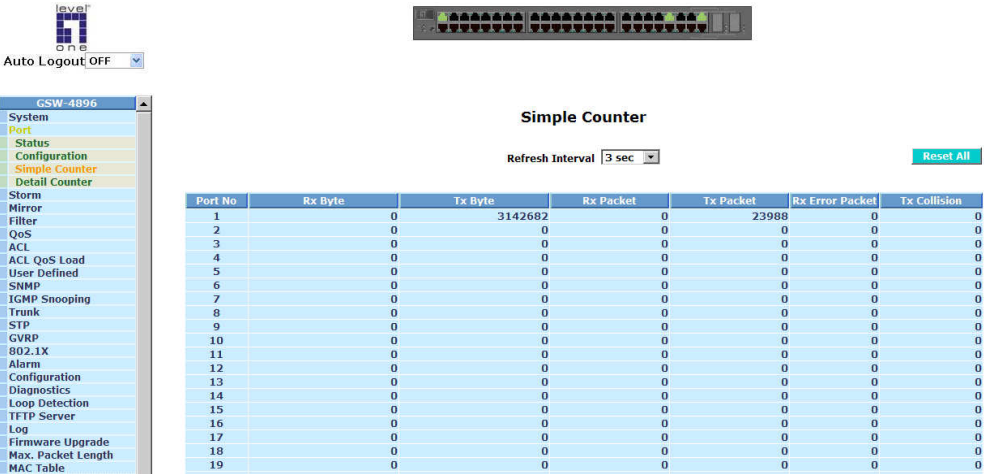 level
one
Auto Logout OFF
GSW-4896
System
Port
Status
Configuration
Simple Counter
Detail Counter
Storm
Mirror
Filter
QoS
ACL
ACL QoS Load
User Defined
SNMP
IGMP Snooping
Trunk
STP
GVRP
802.1X
Alarm
Configuration
Diagnostics
Loop Detection
TFTP Server
Log
Firmware Upgrade
Max. Packet Length
MAC Table
Simple Counter
Refresh Interval 3 sec Reset All
Port No Rx Byte Tx Byte Rx Packet Tx Packet Rx Error Packet Tx Collision
1 0 3142682 0 23988 0 0
2 0 0 0 0 0 0
3 0 0 0 0 0 0
4 0 0 0 0 0 0
5 0 0 0 0 0 0
6 0 0 0 0 0 0
7 0 0 0 0 0 0
8 0 0 0 0 0 0
9 0 0 0 0 0 0
10 0 0 0 0 0 0
11 0 0 0 0 0 0
12 0 0 0 0 0 0
13 0 0 0 0 0 0
14 0 0 0 0 0 0
15 0 0 0 0 0 0
16 0 0 0 0 0 0
17 0 0 0 0 0 0
18 0 0 0 0 0 0
19 0 0 0 0 0 0